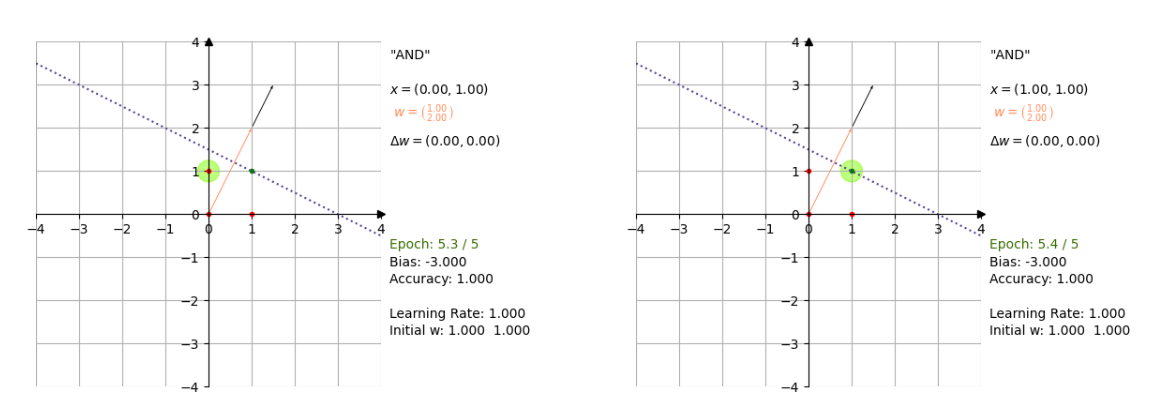 "AND"
x = (0.00, 1.00)
w = (1.00 2.00)
Δw = (0.00, 0.00)
4
3
2
1
0
−4 −3 −2 −1 0 1 2 3 4
−1
−2
−3
−4
Epoch: 5.3 / 5
Bias: -3.000
Accuracy: 1.000
Learning Rate: 1.000
Initial w: 1.000 1.000
"AND"
x = (1.00, 1.00)
w = (1.00 2.00)
Δw = (0.00, 0.00)
4
3
2
1
0
−4 −3 −2 −1 0 1 2 3 4
−1
−2
−3
−4
Epoch: 5.4 / 5
Bias: -3.000
Accuracy: 1.000
Learning Rate: 1.000
Initial w: 1.000 1.000